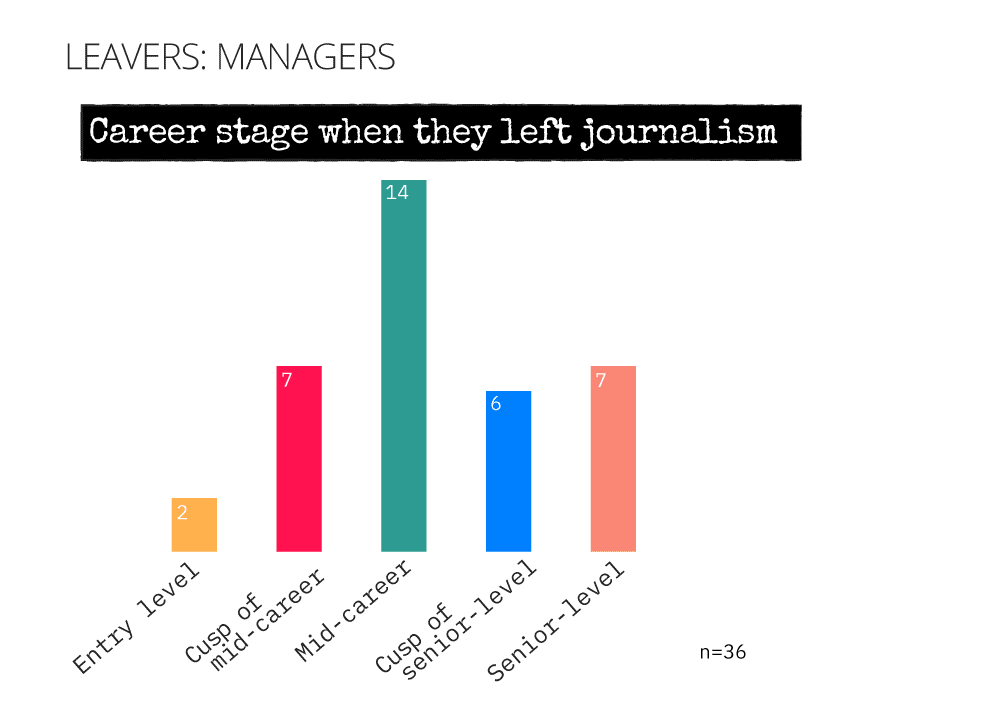 LEAVERS: MANAGERS
Career stage when they left journalism
14
7
6
7
2
Entry level
Cusp of
mid-career
Mid-career
Cusp of
senior-level
Senior-level
n=36